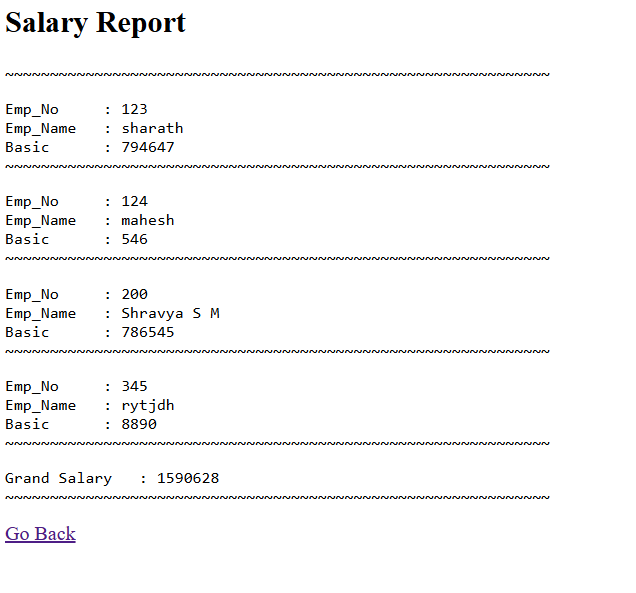 Salary Report
~~~~~~~~~~~~~~~~~~~~~~~~~~~~~~~~~~~~~~~~~~~~~~~~~~~~~~~~~~~~~
Emp_No     : 123
Emp_Name   : sharath
Basic      : 794647
~~~~~~~~~~~~~~~~~~~~~~~~~~~~~~~~~~~~~~~~~~~~~~~~~~~~~~~~~~~~~
Emp_No     : 124
Emp_Name   : mahesh
Basic      : 546
~~~~~~~~~~~~~~~~~~~~~~~~~~~~~~~~~~~~~~~~~~~~~~~~~~~~~~~~~~~~~
Emp_No     : 200
Emp_Name   : Shravya S M
Basic      : 786545
~~~~~~~~~~~~~~~~~~~~~~~~~~~~~~~~~~~~~~~~~~~~~~~~~~~~~~~~~~~~~
Emp_No     : 345
Emp_Name   : rytjdh
Basic      : 8890
~~~~~~~~~~~~~~~~~~~~~~~~~~~~~~~~~~~~~~~~~~~~~~~~~~~~~~~~~~~~~
Grand Salary   : 1590628
~~~~~~~~~~~~~~~~~~~~~~~~~~~~~~~~~~~~~~~~~~~~~~~~~~~~~~~~~~~~~
Go Back